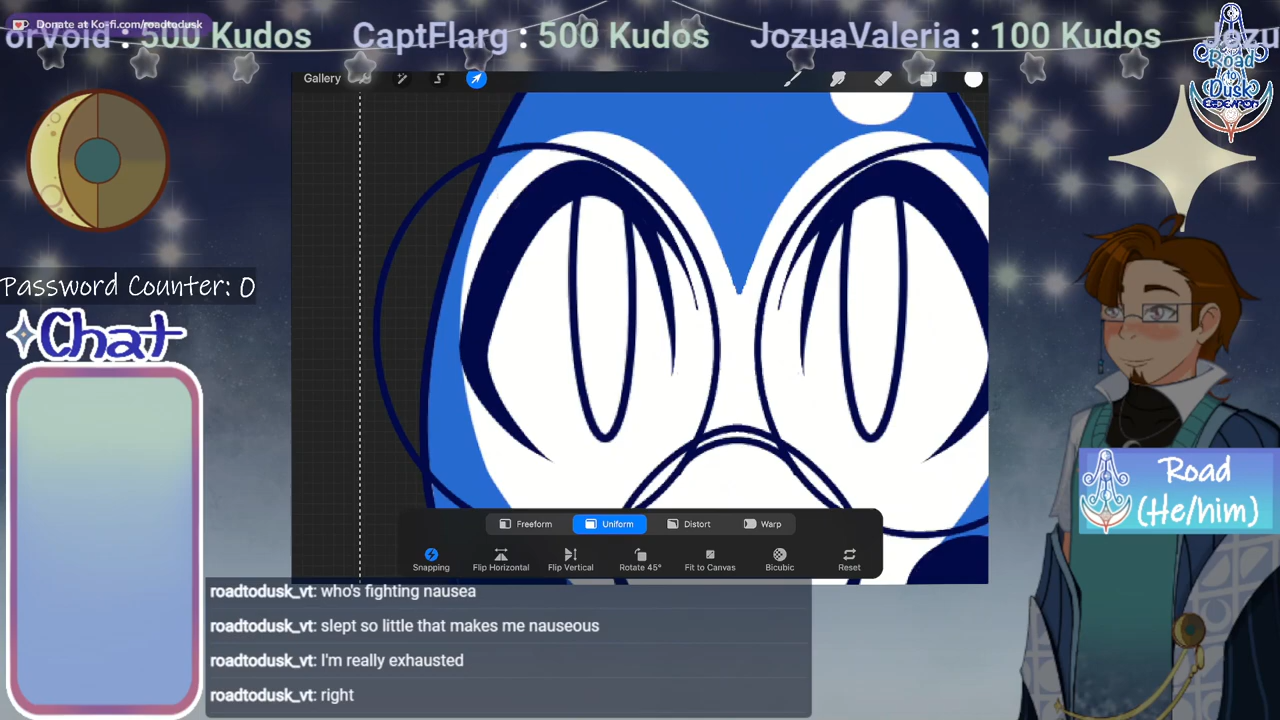 Donate at Ko-fi.com/roadtodusk
orVoid : 500 Kudos CaptFlarg : 500 Kudos JozuaValeria : 100 Kudos Jozu
Road
to
Dusk
Gallery
Password Counter: 0
Chat
Freeform Uniform Distort Warp
Snapping Flip Horizontal Flip Vertical Rotate 45° Fit to Canvas Bicubic Reset
Road
(He/him)
roadtodusk_vt: who's fighting nausea
roadtodusk_vt: slept so little that makes me nauseous
roadtodusk_vt: I'm really exhausted
roadtodusk_vt: right